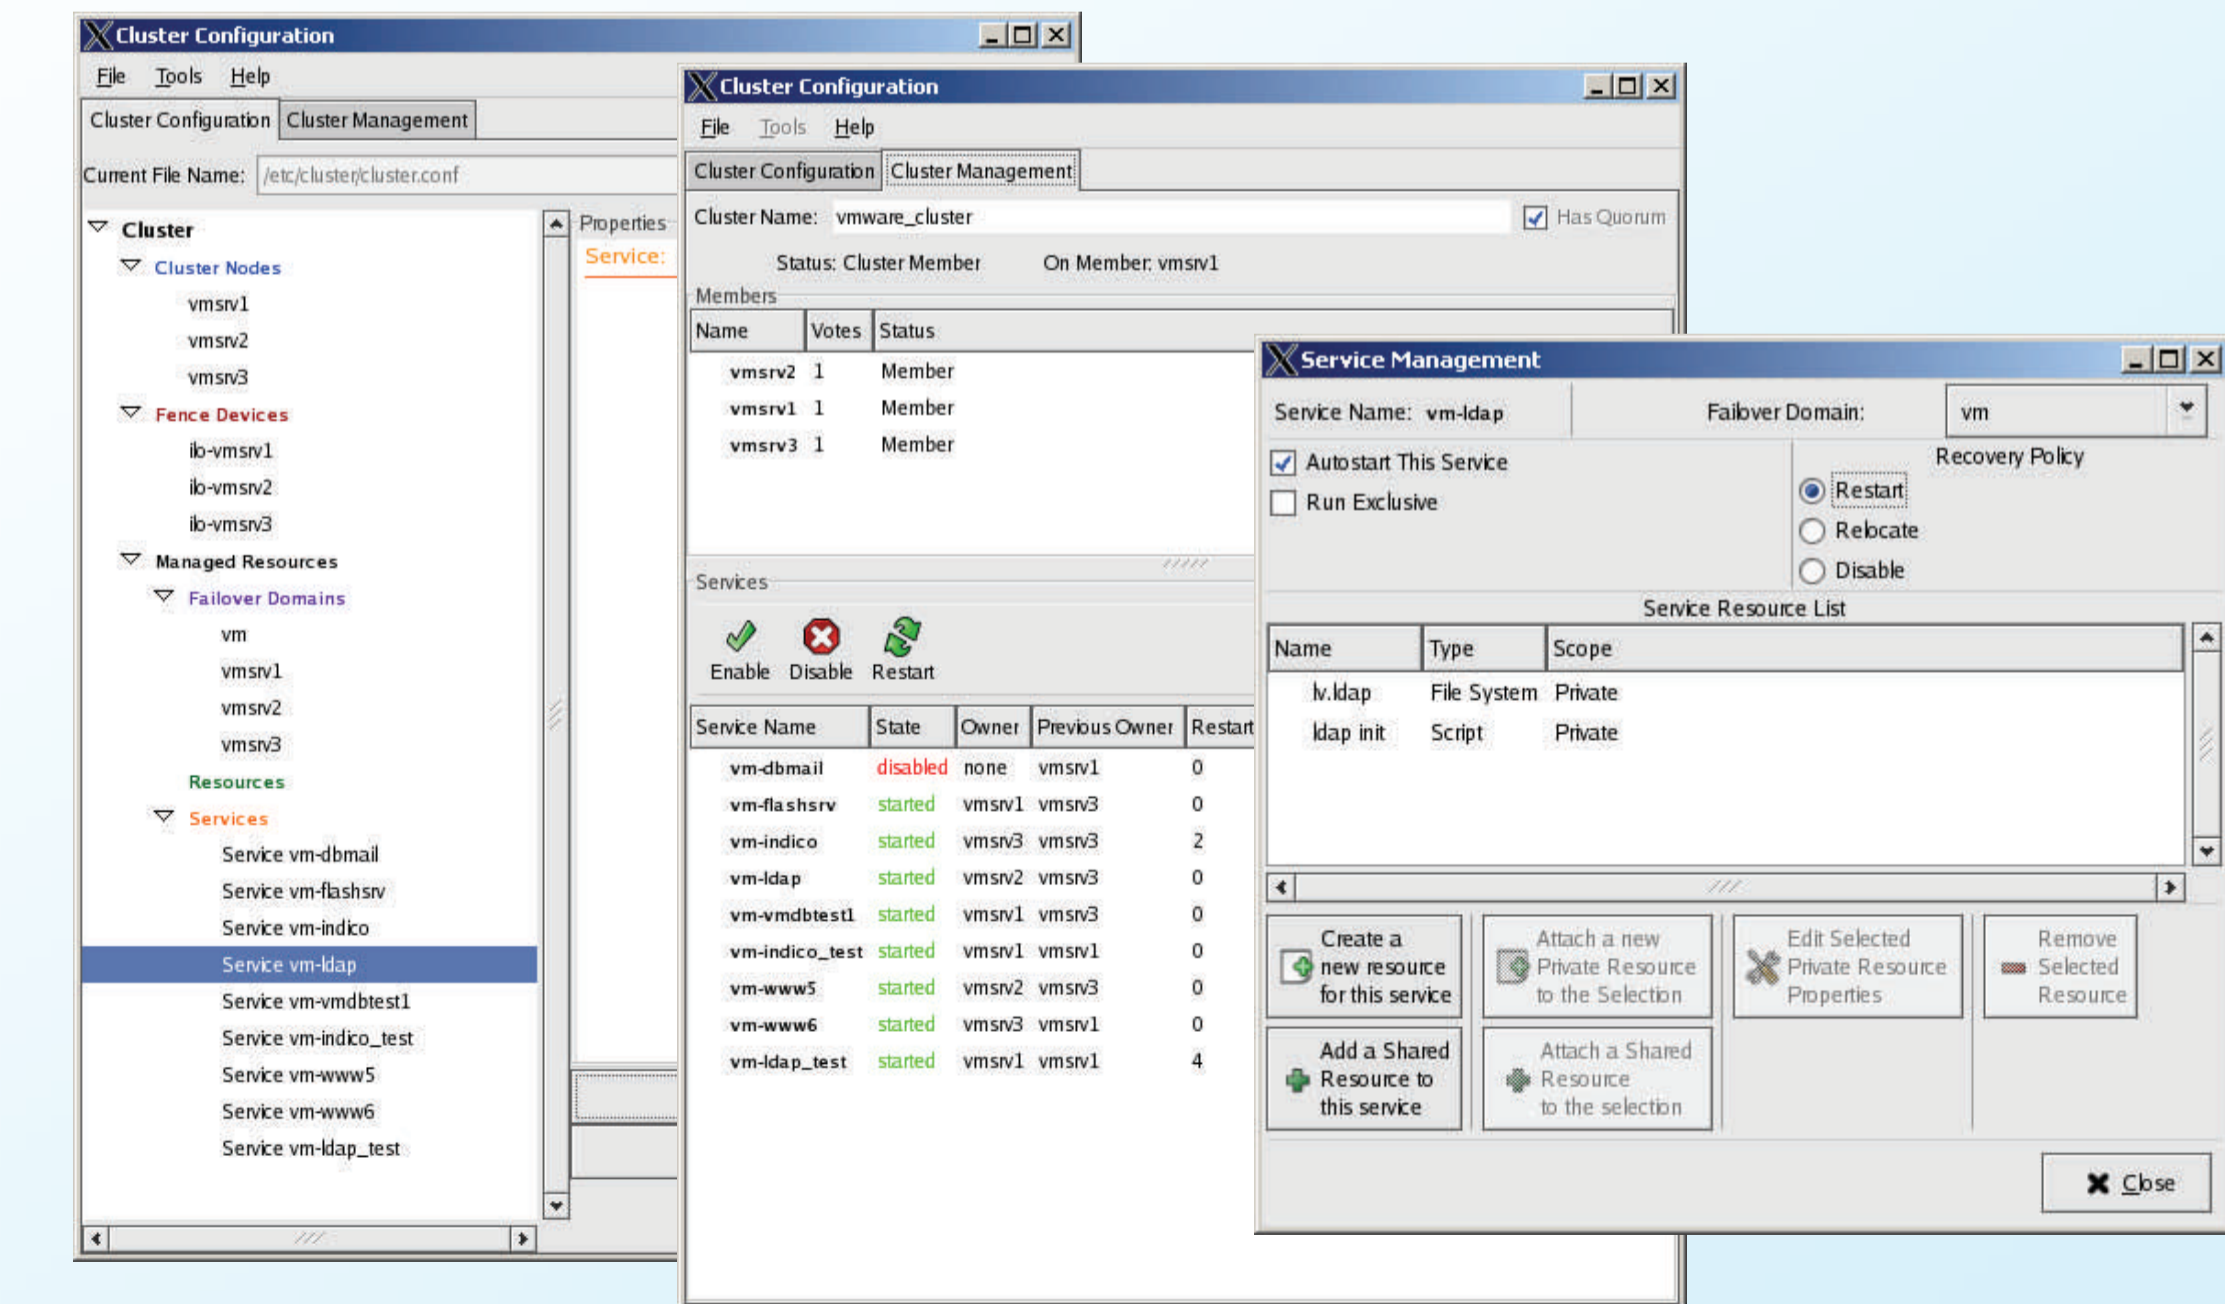 Cluster Configuration
File Tools Help
Cluster Configuration Cluster Management
Current File Name: /etc/cluster/cluster.conf
Cluster
Cluster Nodes
vmsrv1
vmsrv2
vmsrv3
Fence Devices
ilo-vmsrv1
ilo-vmsrv2
ilo-vmsrv3
Managed Resources
Failover Domains
vm
vmsrv1
vmsrv2
vmsrv3
Resources
Services
Service vm-dbmail
Service vm-flashsrv
Service vm-indico
Service vm-ldap
Service vm-vmdbtest1
Service vm-indico_test
Service vm-www5
Service vm-www6
Service vm-ldap_test
Properties
Service:
Cluster Configuration
File Tools Help
Cluster Configuration Cluster Management
Cluster Name: vmware_cluster Has Quorum
Status: Cluster Member On Member: vmsrv1
Members
Name Votes Status
vmsrv2 1 Member
vmsrv1 1 Member
vmsrv3 1 Member
Services
Enable Disable Restart
Service Name State Owner Previous Owner Restart
vm-dbmail disabled none vmsrv1 0
vm-flashsrv started vmsrv1 vmsrv3 0
vm-indico started vmsrv3 vmsrv3 2
vm-ldap started vmsrv2 vmsrv3 0
vm-vmdbtest1 started vmsrv1 vmsrv3 0
vm-indico_test started vmsrv1 vmsrv1 0
vm-www5 started vmsrv2 vmsrv3 0
vm-www6 started vmsrv3 vmsrv1 0
vm-ldap_test started vmsrv1 vmsrv1 4
Service Management
Service Name: vm-ldap Failover Domain: vm
Autostart This Service
Run Exclusive
Recovery Policy
Restart
Relocate
Disable
Service Resource List
Name Type Scope
lv.ldap File System Private
ldap init Script Private
Create a
new resource
for this service
Attach a new
Private Resource
to the Selection
Edit Selected
Private Resource
Properties
Remove
Selected
Resource
Add a Shared
Resource to
this service
Attach a Shared
Resource
to the selection
Close